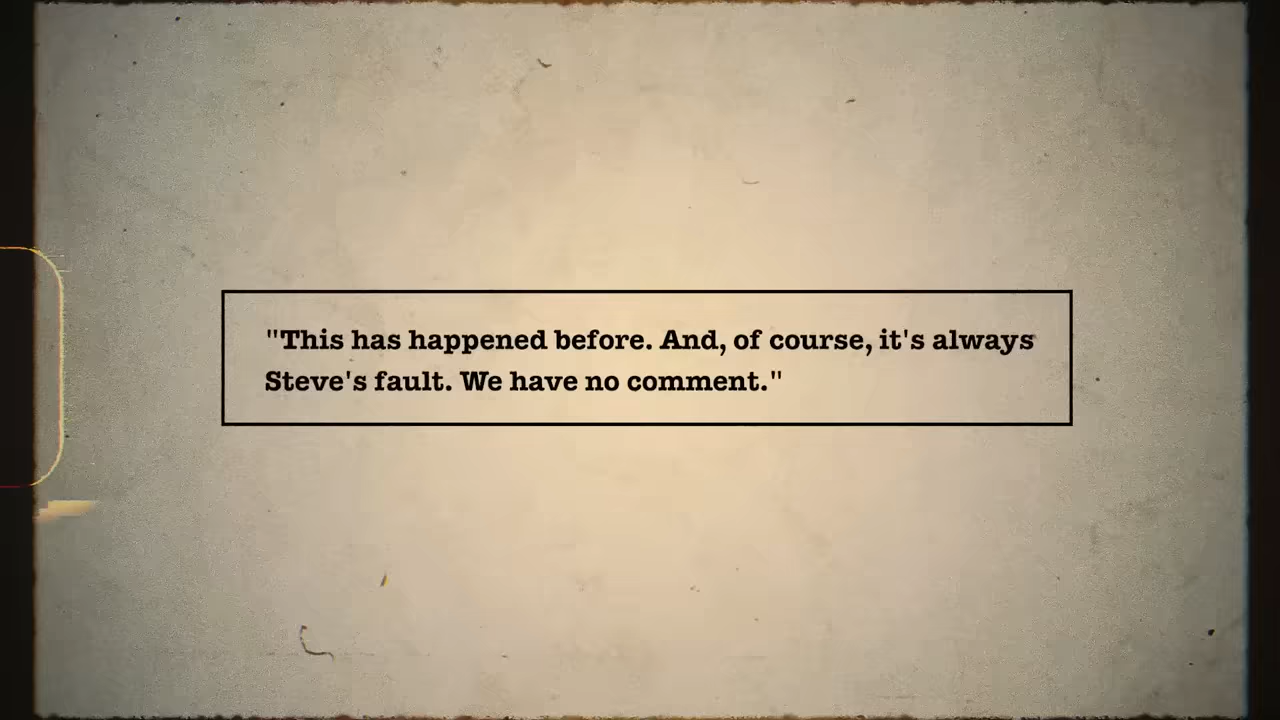 "This has happened before. And, of course, it's always
Steve's fault. We have no comment."